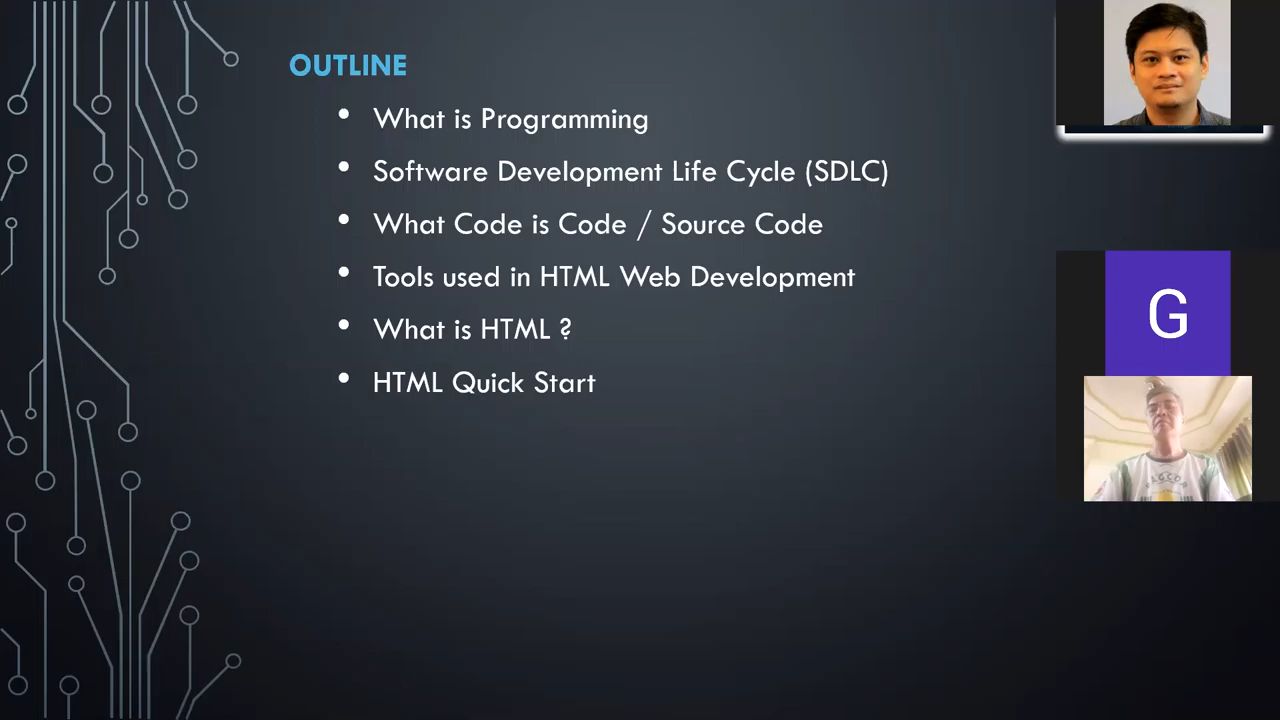 OUTLINE
• What is Programming
• Software Development Life Cycle (SDLC)
• What Code is Code / Source Code
• Tools used in HTML Web Development
• What is HTML ?
• HTML Quick Start
G
PAGCOR